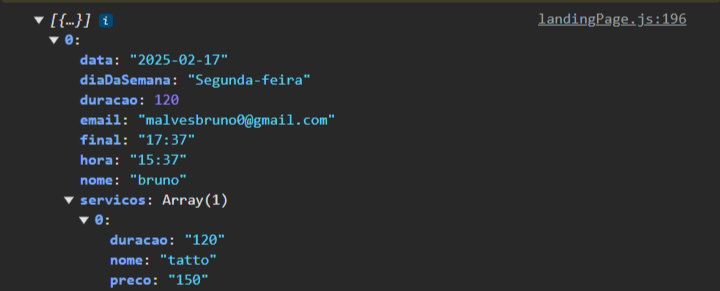 ▼ [{…}] i landingPage.js:196
▼ 0:
data: "2025-02-17"
diaDaSemana: "Segunda-feira"
duracao: 120
email: "malvesbruno0@gmail.com"
final: "17:37"
hora: "15:37"
nome: "bruno"
▼ servicos: Array(1)
▼ 0:
duracao: "120"
nome: "tatto"
preco: "150"